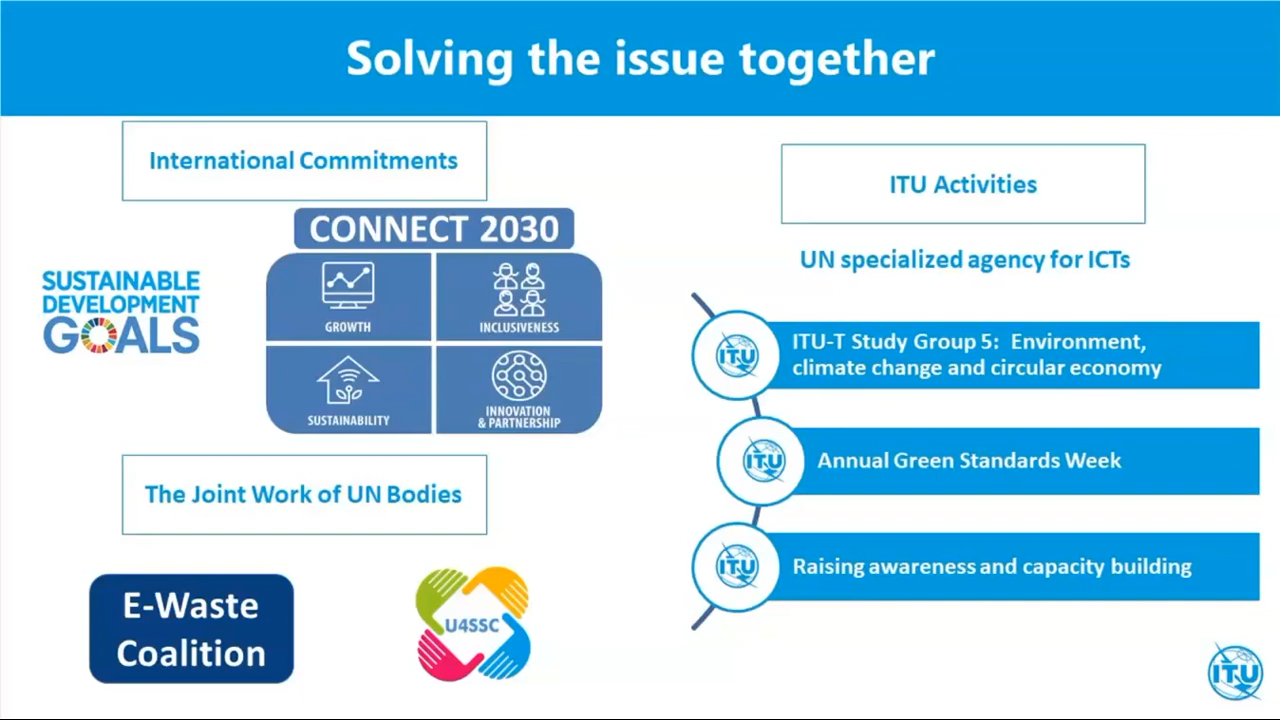 Solving the issue together
International Commitments
CONNECT 2030
SUSTAINABLE
DEVELOPMENT
GOALS
GROWTH
INCLUSIVENESS
SUSTAINABILITY
INNOVATION
& PARTNERSHIP
The Joint Work of UN Bodies
E-Waste
Coalition
U4SSC
ITU Activities
UN specialized agency for ICTs
ITU
ITU-T Study Group 5: Environment,
climate change and circular economy
ITU
Annual Green Standards Week
ITU
Raising awareness and capacity building
ITU